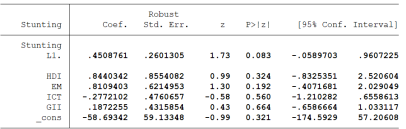 Robust
Stunting Coef. Std. Err. z P>|z| [95% Conf. Interval]
Stunting
L1. .4508761 .2601305 1.73 0.083 -.0589703 .9607225
HDI .8440342 .8554082 0.99 0.324 -.8325351 2.520604
EM .8109403 .6214953 1.30 0.192 -.4071681 2.029049
ICT -.2772102 .4760657 -0.58 0.560 -1.210282 .6558613
GII .1872255 .4315854 0.43 0.664 -.6586664 1.033117
_cons -58.69342 59.13348 -0.99 0.321 -174.5929 57.20608